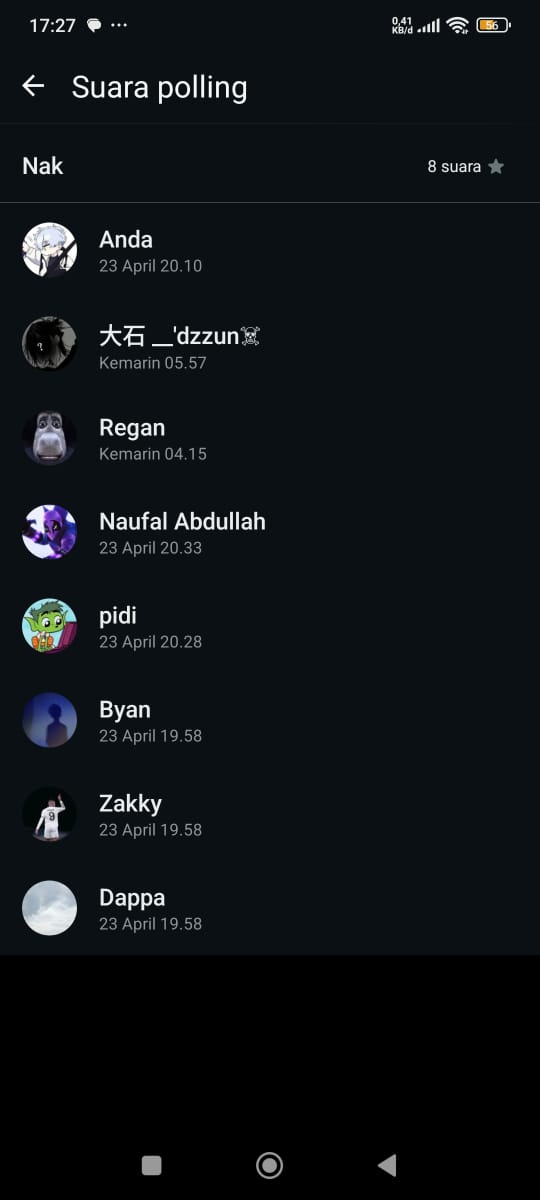 17:27 ...
0,41
KB/d
56
Suara polling
Nak
8 suara
Anda
23 April 20.10
大石 __'dzzun☠
Kemarin 05.57
Regan
Kemarin 04.15
Naufal Abdullah
23 April 20.33
pidi
23 April 20.28
Byan
23 April 19.58
Zakky
9
23 April 19.58
Dappa
23 April 19.58